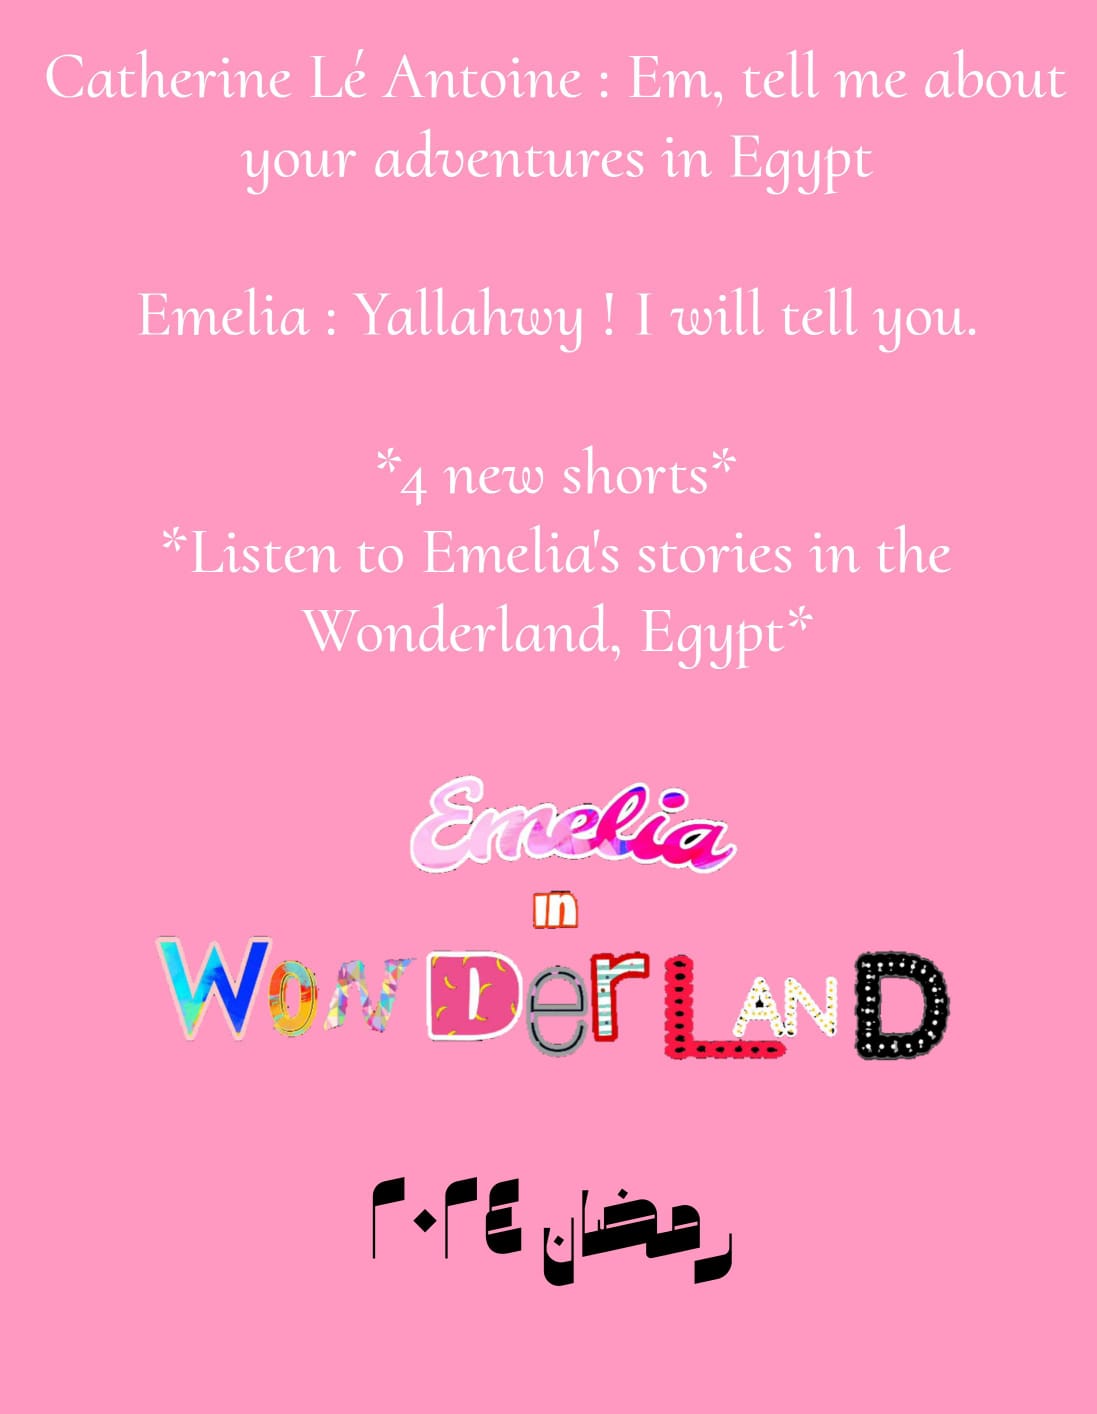 Catherine Lé Antoine : Em, tell me about
your adventures in Egypt
Emelia : Yallahwy ! I will tell you.
*4 new shorts*
*Listen to Emelia's stories in the
Wonderland, Egypt*
Emelia
in
WonDerLAND
رمضان ٢٠٢٤